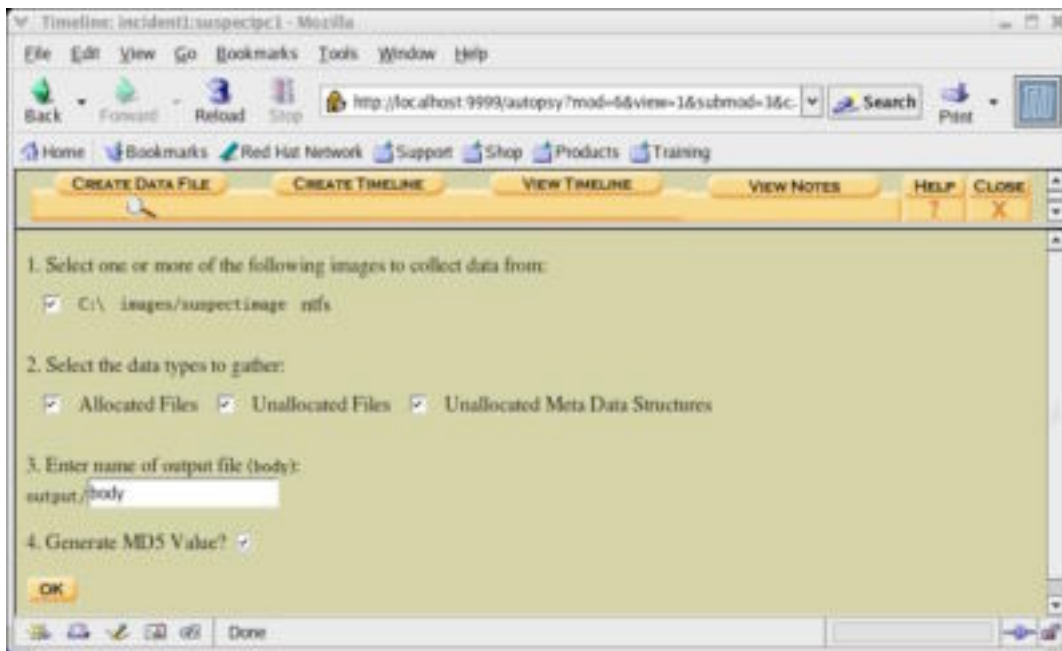 Timeline: incident1:suspectpc1 - Mozilla
File Edit View Go Bookmarks Tools Window Help
Back Forward Reload Stop http://localhost:9999/autopsy?mod=6&view=1&submod=3&c. Search Print
Home Bookmarks Red Hat Network Support Shop Products Training
CREATE DATA FILE CREATE TIMELINE VIEW TIMELINE VIEW NOTES HELP CLOSE
? X
1. Select one or more of the following images to collect data from:
C:\ images/suspectimage ntfs
2. Select the data types to gather:
Allocated Files Unallocated Files Unallocated Meta Data Structures
3. Enter name of output file (body):
output/body
4. Generate MD5 Value?
OK
Done